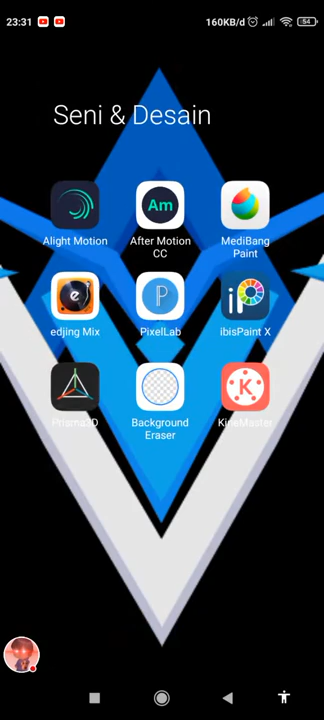 23:31
160KB/d
54
Seni & Desain
Alight Motion
After Motion
CC
MediBang
Paint
edjing Mix
PixelLab
ibisPaint X
Prisma3D
Background
Eraser
KineMaster